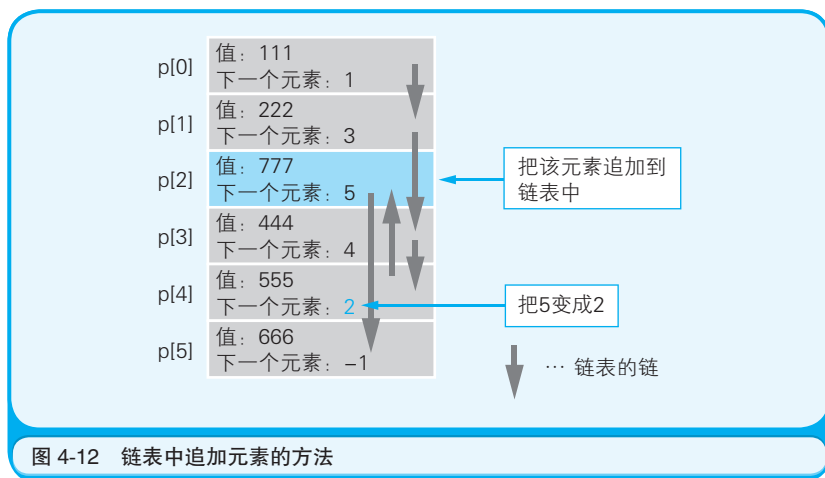 p[0]
值：111
下一个元素：1
p[1]
值：222
下一个元素：3
p[2]
值：777
下一个元素：5
把该元素追加到
链表中
p[3]
值：444
下一个元素：4
p[4]
值：555
下一个元素：2
把5变成2
p[5]
值：666
下一个元素：–1
… 链表的链
图 4-12 链表中追加元素的方法